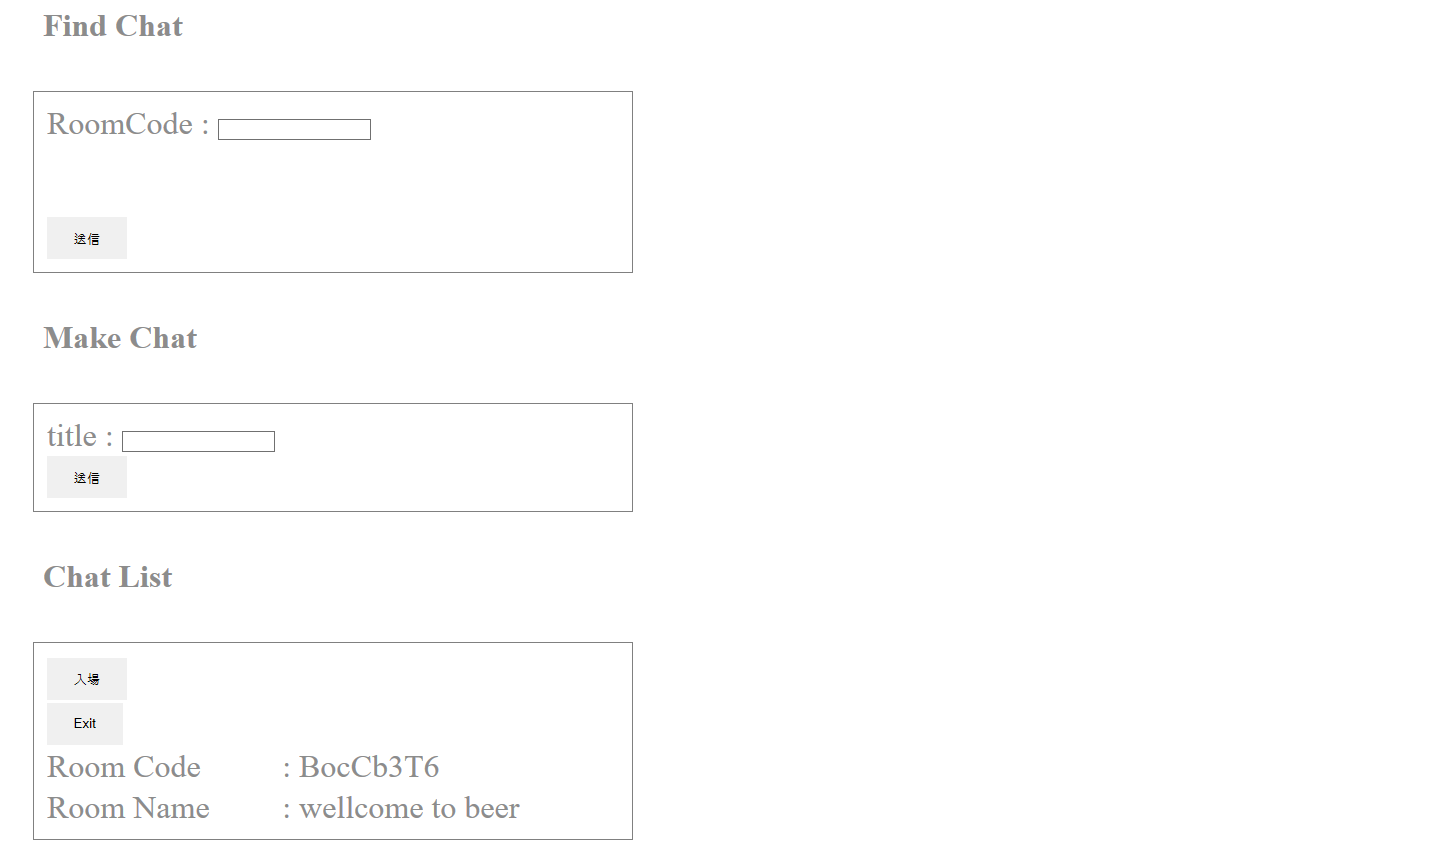 Find Chat
RoomCode :
送信
Make Chat
title :
送信
Chat List
入場
Exit
Room Code : BocCb3T6
Room Name : wellcome to beer